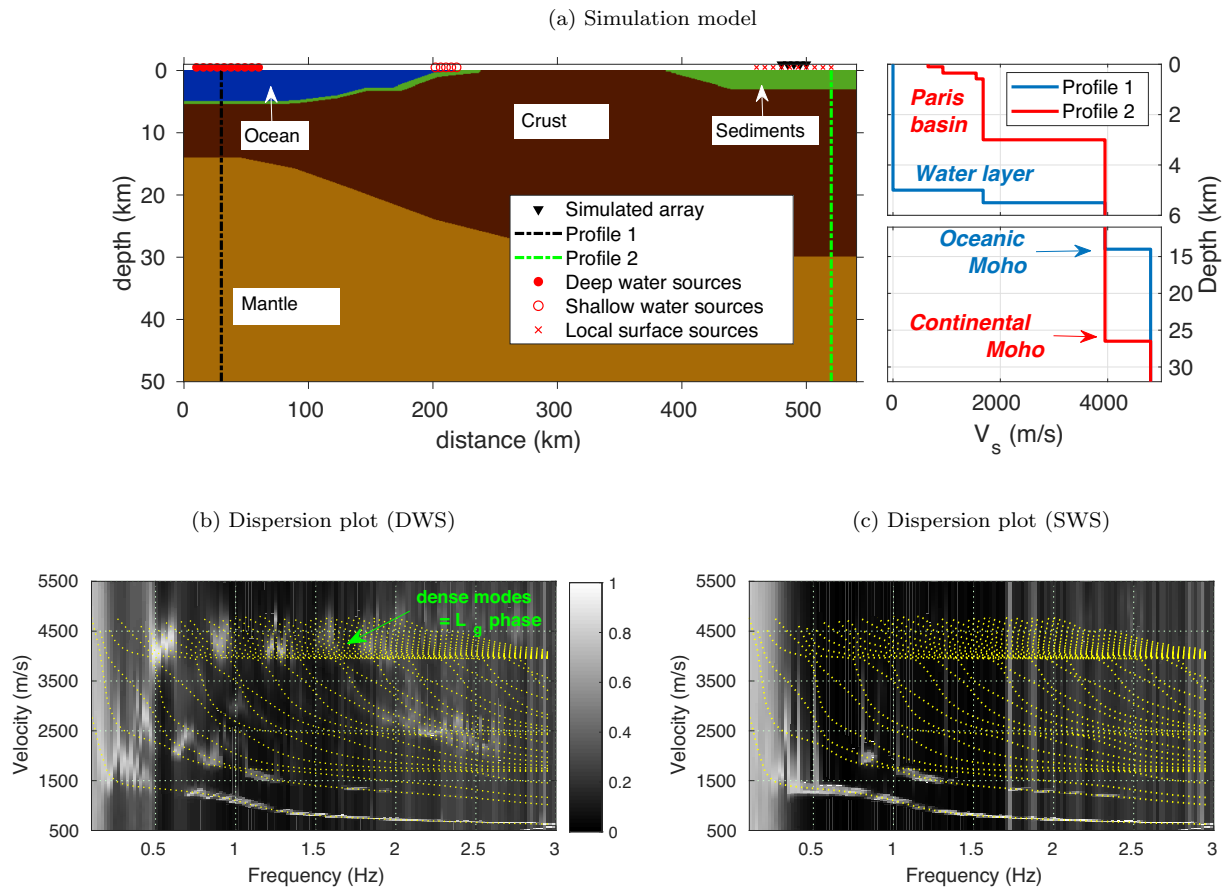 (a) Simulation model
0
10
20
30
40
50
depth (km)
0
100
200
300
400
500
distance (km)
Ocean
Crust
Sediments
Mantle
Simulated array
Profile 1
Profile 2
Deep water sources
Shallow water sources
Local surface sources
Profile 1
Profile 2
Paris
basin
Water layer
0
2
4
6
Oceanic
Moho
Continental
Moho
15
20
25
30
Depth (km)
0
2000
4000
V_s (m/s)
(b) Dispersion plot (DWS)
5500
4500
3500
2500
1500
500
Velocity (m/s)
dense modes
= L_g phase
0.5
1
1.5
2
2.5
3
Frequency (Hz)
1
0.8
0.6
0.4
0.2
0
(c) Dispersion plot (SWS)
5500
4500
3500
2500
1500
500
Velocity (m/s)
0.5
1
1.5
2
2.5
3
Frequency (Hz)